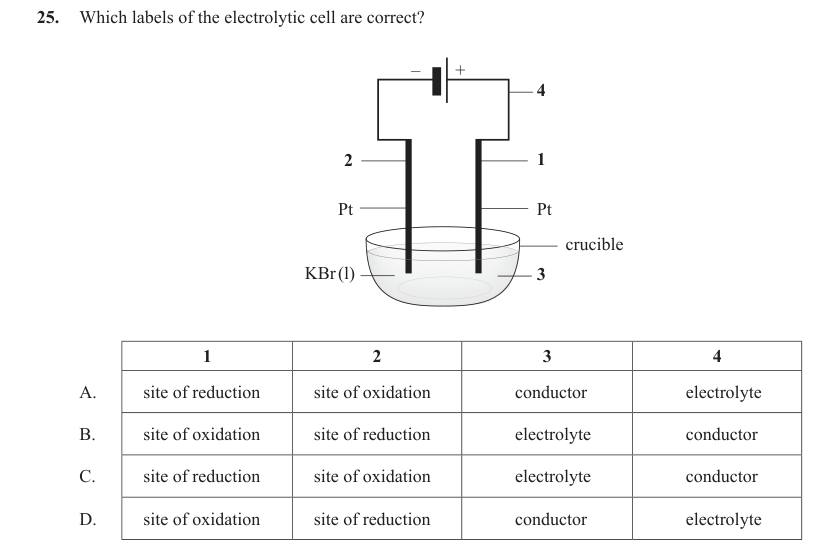 25. Which labels of the electrolytic cell are correct?
– +
4
2 1
Pt Pt
crucible
KBr(l) 3
1 2 3 4
A. site of reduction site of oxidation conductor electrolyte
B. site of oxidation site of reduction electrolyte conductor
C. site of reduction site of oxidation electrolyte conductor
D. site of oxidation site of reduction conductor electrolyte